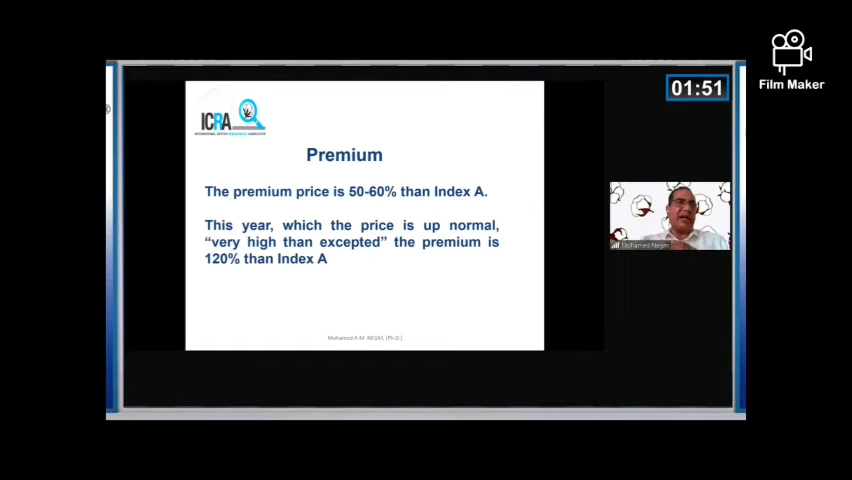 Film Maker
01:51
ICRA
INTERNATIONAL COTTON RESEARCHERS ASSOCIATION
Premium
The premium price is 50-60% than Index A.
This year, which the price is up normal,
“very high than excepted” the premium is
120% than Index A
Mohamed Negm
Mohamed A.M. NEGM, (Ph.D.)